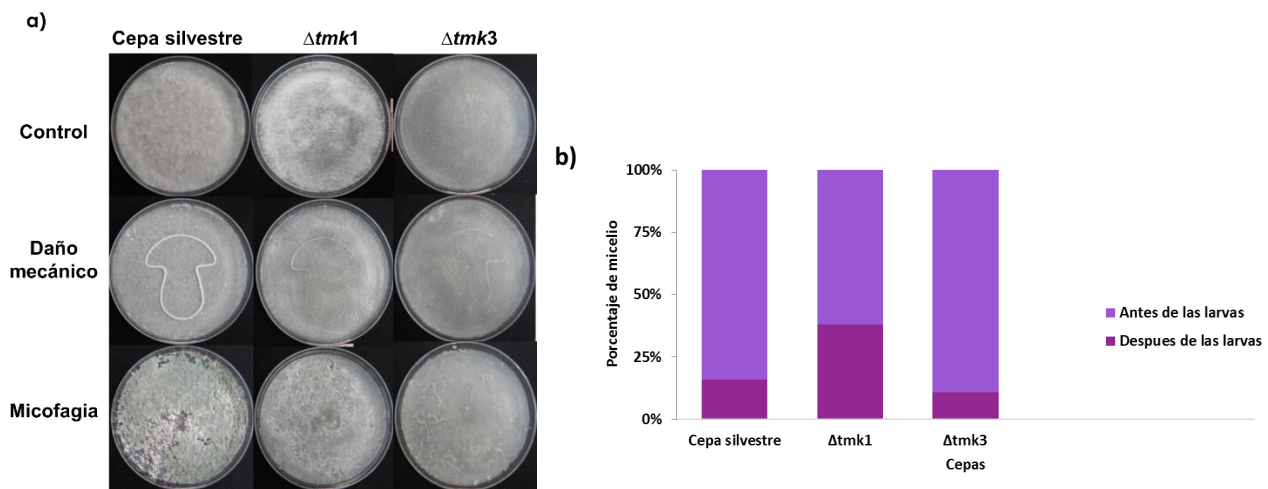 a)
Cepa silvestre
Δtmk1
Δtmk3
Control
Daño
mecánico
Micofagia
b)
100%
75%
50%
25%
0%
Porcentaje de micelio
Cepa silvestre
Δtmk1
Δtmk3
Cepas
Antes de las larvas
Despues de las larvas